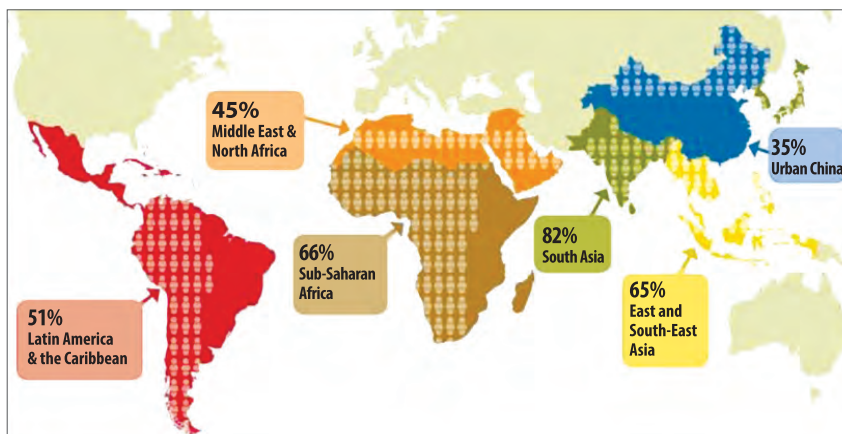 45%
Middle East &
North Africa
35%
Urban China
66%
Sub-Saharan
Africa
82%
South Asia
51%
Latin America
& the Caribbean
65%
East and
South-East
Asia